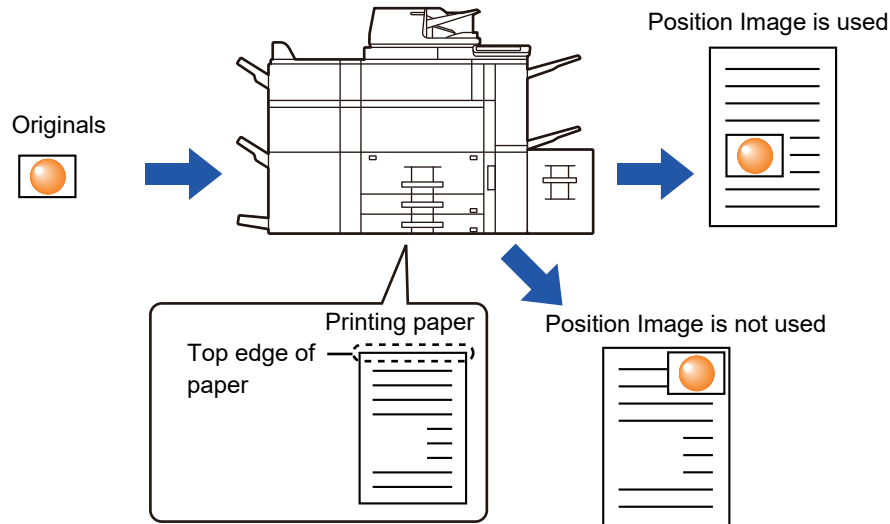 Position Image is used
Originals
Printing paper
Top edge of
paper
Position Image is not used